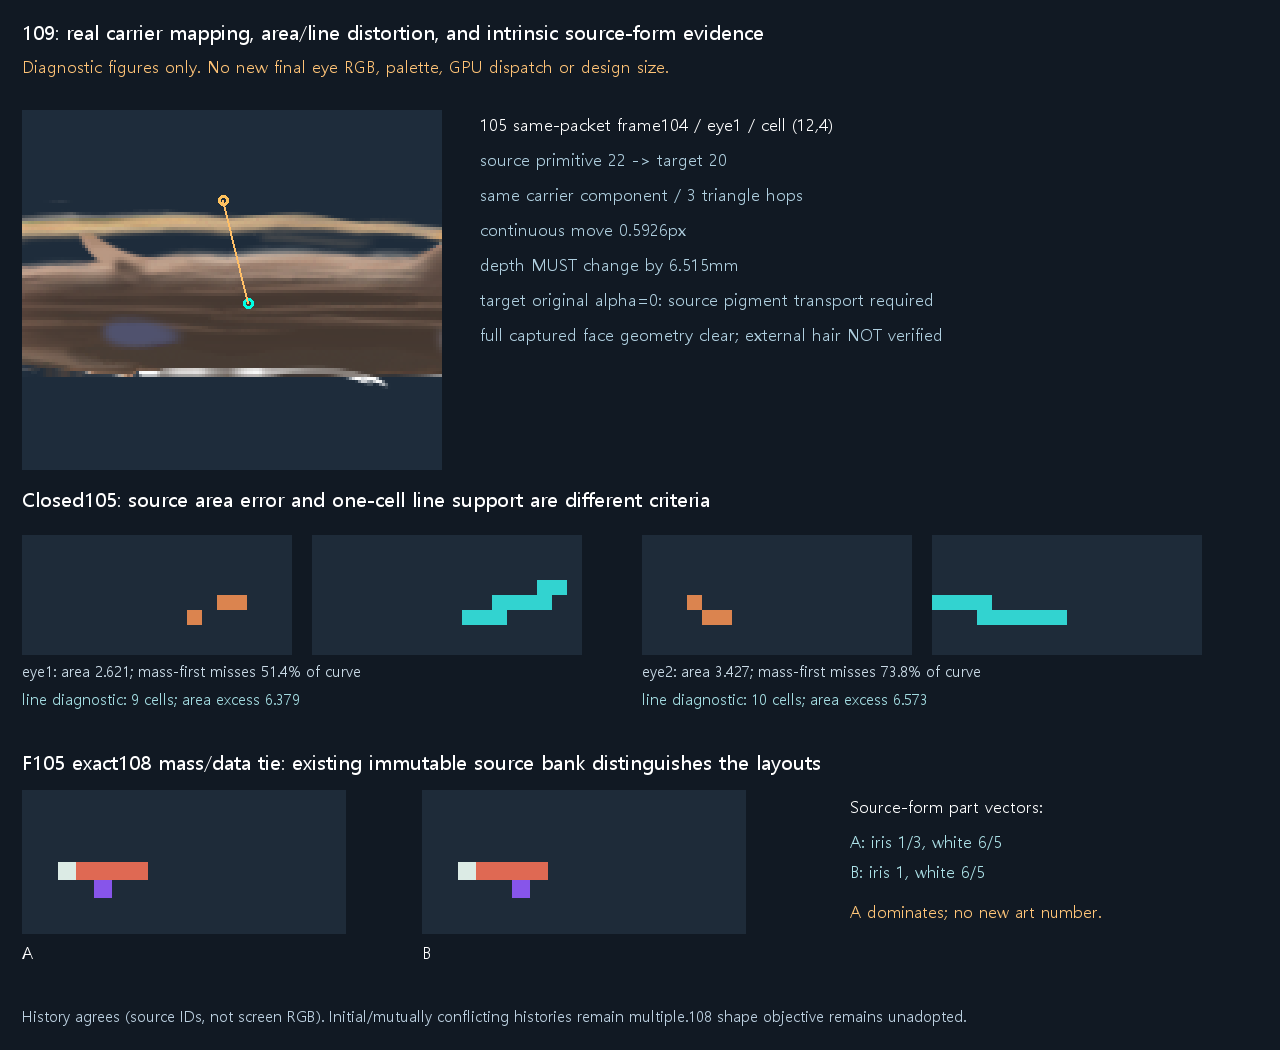 109: real carrier mapping, area/line distortion, and intrinsic source-form evidence
Diagnostic figures only. No new final eye RGB, palette, GPU dispatch or design size.
105 same-packet frame104 / eye1 / cell (12,4)
source primitive 22 -> target 20
same carrier component / 3 triangle hops
continuous move 0.5926px
depth MUST change by 6.515mm
target original alpha=0: source pigment transport required
full captured face geometry clear; external hair NOT verified
Closed105: source area error and one-cell line support are different criteria
eye1: area 2.621; mass-first misses 51.4% of curve
line diagnostic: 9 cells; area excess 6.379
eye2: area 3.427; mass-first misses 73.8% of curve
line diagnostic: 10 cells; area excess 6.573
F105 exact108 mass/data tie: existing immutable source bank distinguishes the layouts
Source-form part vectors:
A: iris 1/3, white 6/5
B: iris 1, white 6/5
A dominates; no new art number.
A
B
History agrees (source IDs, not screen RGB). Initial/mutually conflicting histories remain multiple.108 shape objective remains unadopted.